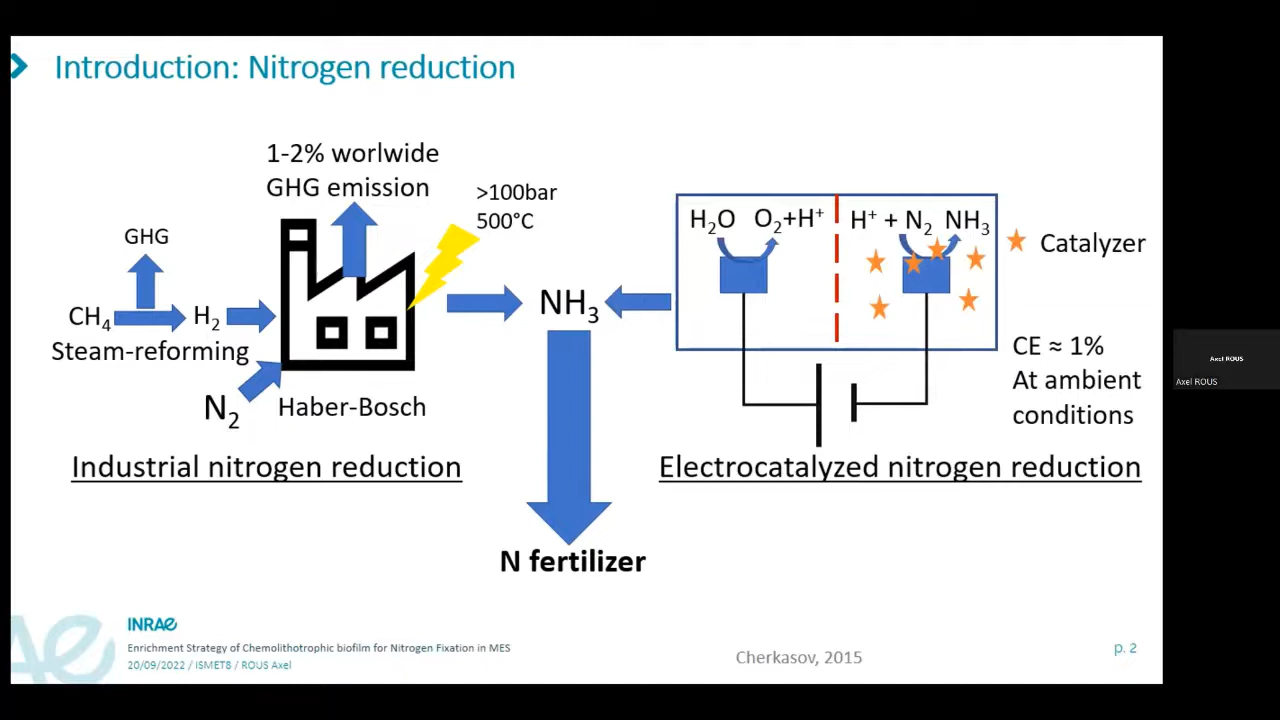 Introduction: Nitrogen reduction
1-2% worlwide
GHG emission
>100bar
500°C
GHG
CH₄
H₂
Steam-reforming
N₂
Haber-Bosch
Industrial nitrogen reduction
NH₃
N fertilizer
H₂O
O₂+H⁺
H⁺ + N₂
NH₃
Catalyzer
CE ≈ 1%
At ambient
conditions
Electrocatalyzed nitrogen reduction
INRAE
Enrichment Strategy of Chemolithotrophic biofilm for Nitrogen Fixation in MES
20/09/2022 / ISMET8 / ROUS Axel
Cherkasov, 2015
p. 2
Axel ROUS
Axel ROUS